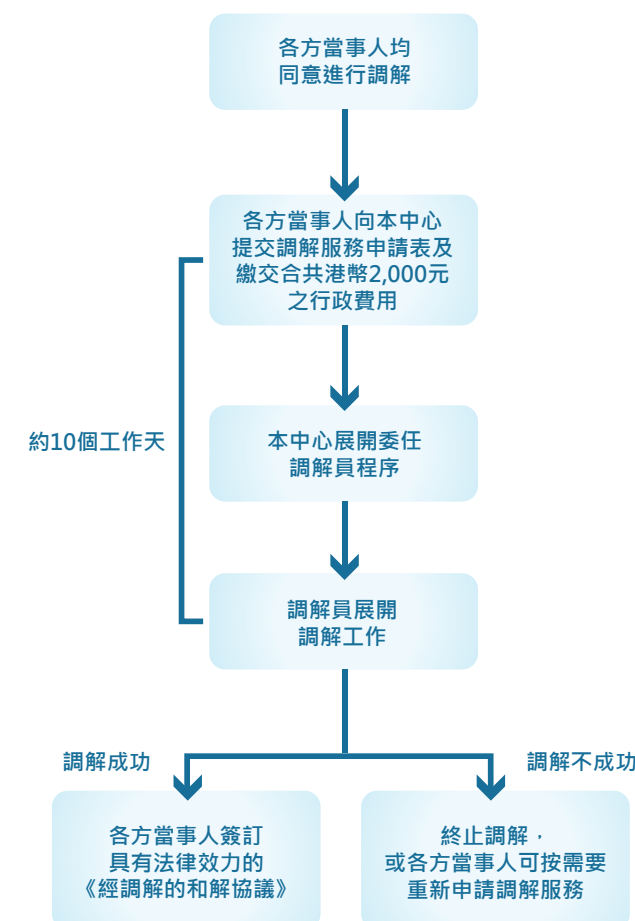 各方當事人均
同意進行調解
各方當事人向本中心
提交調解服務申請表及
繳交合共港幣2,000元
之行政費用
約10個工作天
本中心展開委任
調解員程序
調解員展開
調解工作
調解成功
調解不成功
各方當事人簽訂
具有法律效力的
《經調解的和解協議》
終止調解，
或各方當事人可按需要
重新申請調解服務